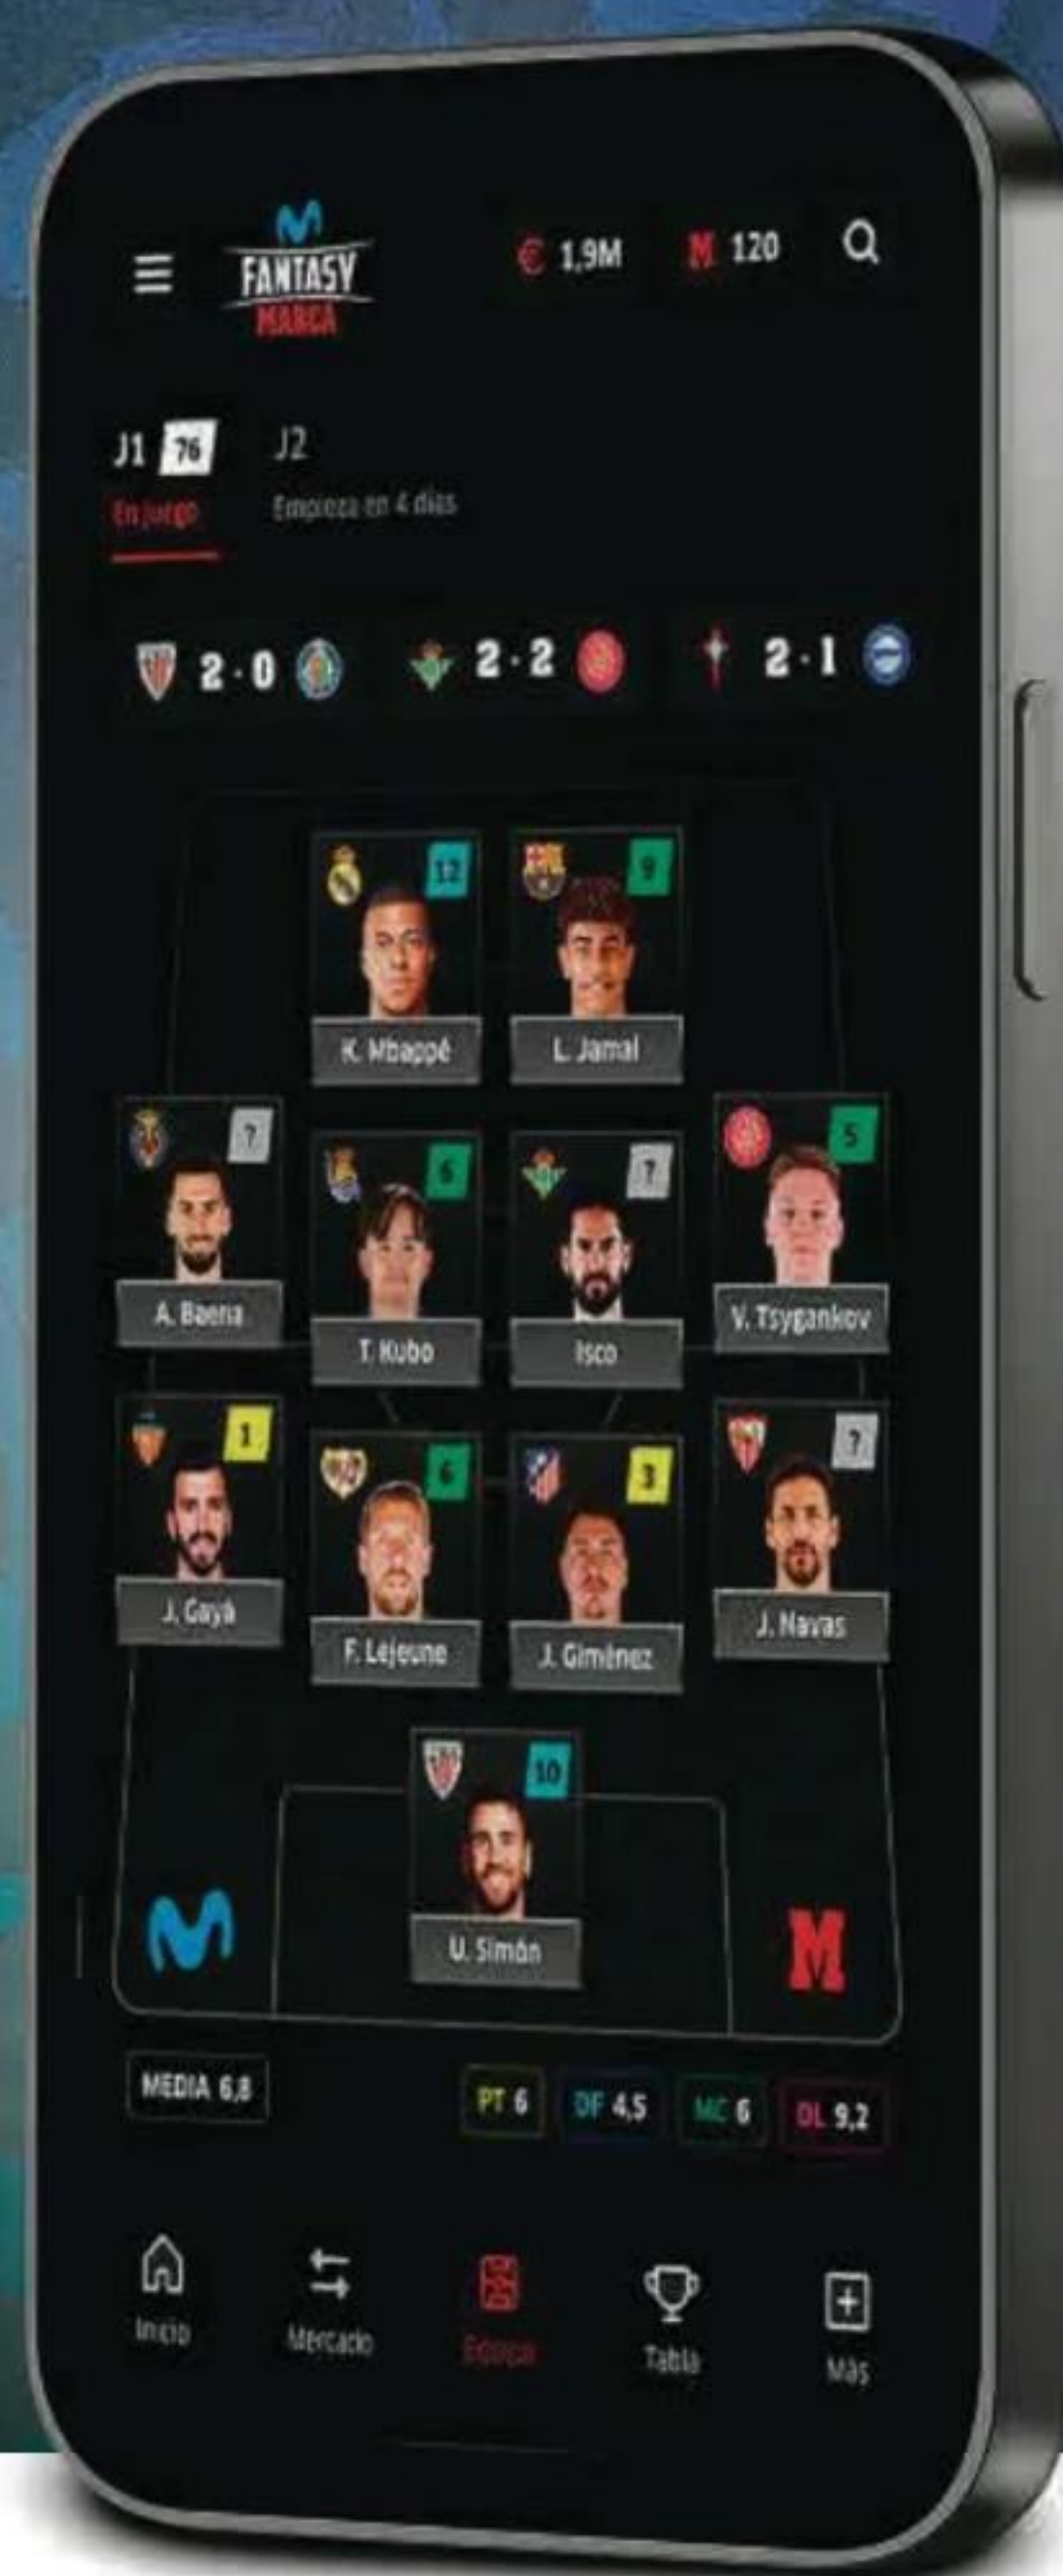 FANTASY
MARCA
€ 1,9M
M 120
J1 76
J2
En juego
Empieza en 4 días
2 · 0
2 · 2
2 · 1
12
9
K. Mbappé
L. Jamal
?
6
?
5
A. Baena
T. Kubo
Isco
V. Tsygankov
1
6
3
?
J. Gayá
F. Lejeune
J. Giménez
J. Navas
10
U. Simón
M
MEDIA 6,8
PT 6
DF 4,5
MC 6
DL 9,2
Inicio
Mercado
Equipo
Tabla
Más